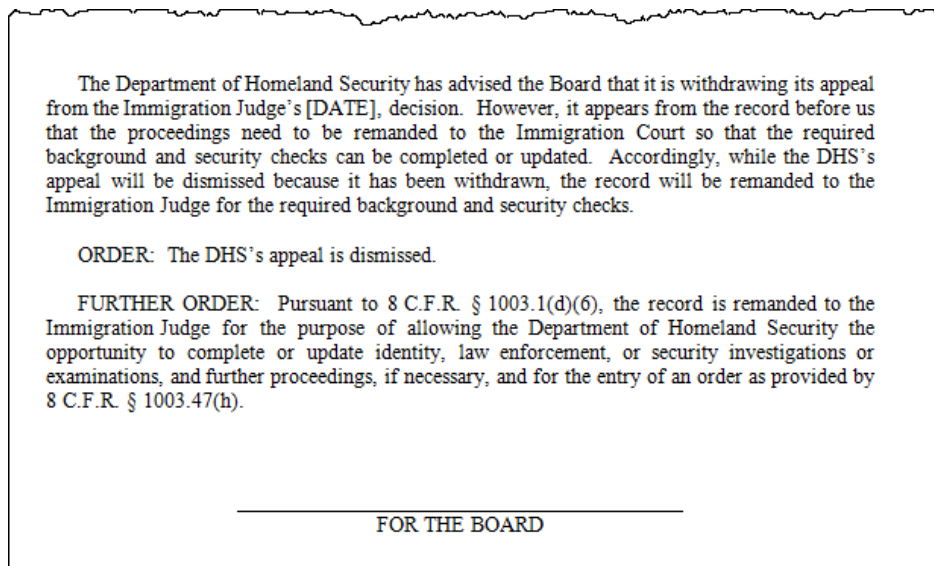 The Department of Homeland Security has advised the Board that it is withdrawing its appeal
from the Immigration Judge's [DATE], decision. However, it appears from the record before us
that the proceedings need to be remanded to the Immigration Court so that the required
background and security checks can be completed or updated. Accordingly, while the DHS's
appeal will be dismissed because it has been withdrawn, the record will be remanded to the
Immigration Judge for the required background and security checks.
ORDER: The DHS's appeal is dismissed.
FURTHER ORDER: Pursuant to 8 C.F.R. § 1003.1(d)(6), the record is remanded to the
Immigration Judge for the purpose of allowing the Department of Homeland Security the
opportunity to complete or update identity, law enforcement, or security investigations or
examinations, and further proceedings, if necessary, and for the entry of an order as provided by
8 C.F.R. § 1003.47(h).
FOR THE BOARD